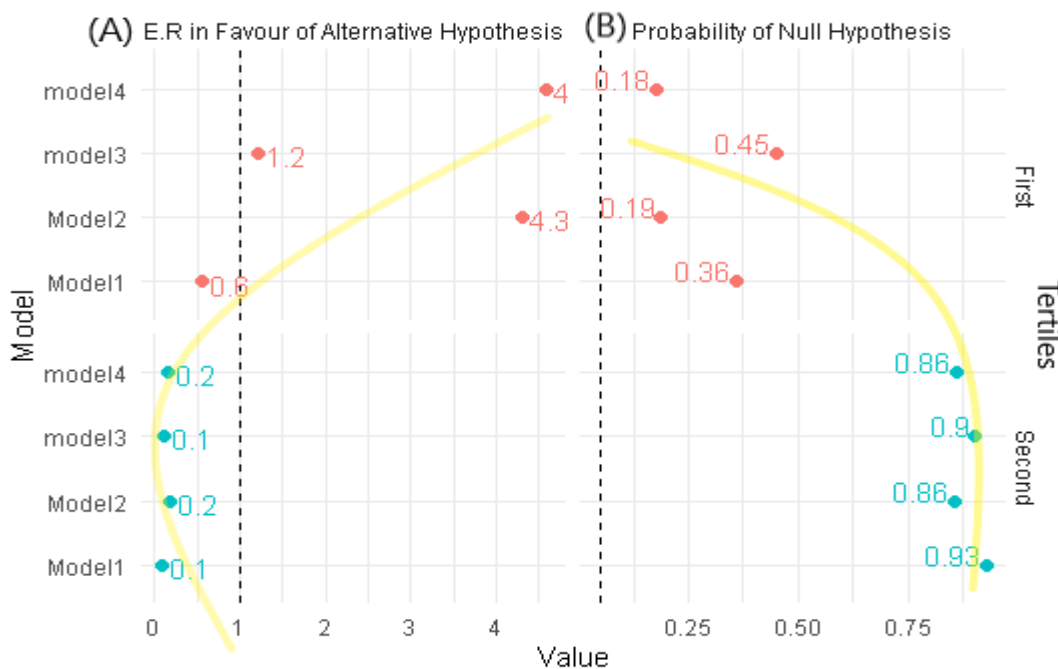 (A) E.R in Favour of Alternative Hypothesis
(B) Probability of Null Hypothesis
model4
4
0.18
model3
1.2
0.45
Model2
4.3
0.19
Model1
0.6
0.36
First
Model
Tertiles
model4
0.2
0.86
model3
0.1
0.9
Model2
0.2
0.86
Model1
0.1
0.93
Second
0 1 2 3 4
0.25 0.50 0.75
Value